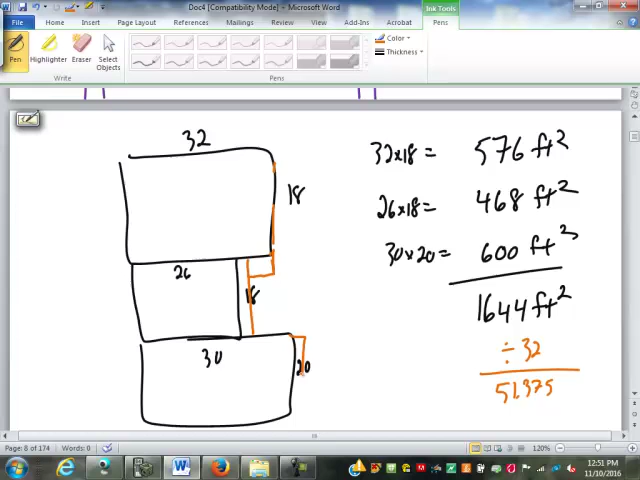 Doc4 [Compatibility Mode] - Microsoft Word
Ink Tools
File Home Insert Page Layout References Mailings Review View Add-Ins Acrobat Pens
Pen
Highlighter
Eraser
Select Objects
Color
Thickness
Write
Pens
32
18
26
18
30
20
32x18 = 576 ft²
26x18 = 468 ft²
30x20 = 600 ft²
1644 ft²
÷ 32
51.375
Page: 8 of 174 Words: 0 120%
12:51 PM
11/10/2016